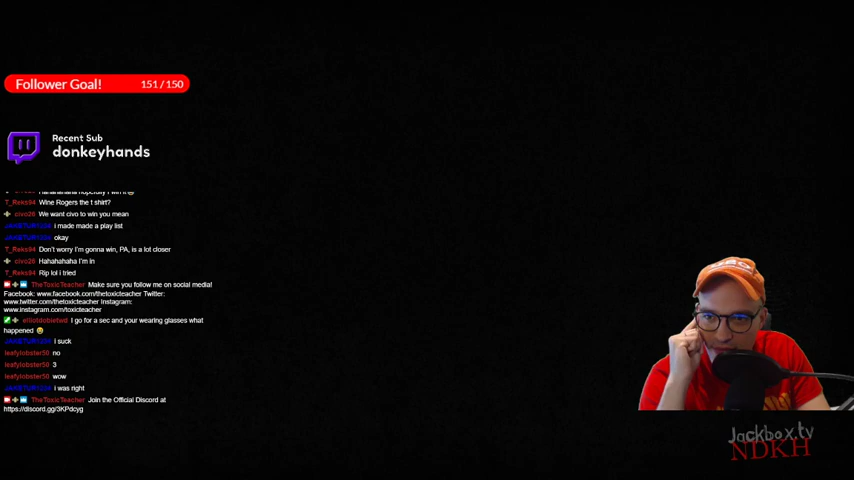 Follower Goal! 151 / 150
Recent Sub
donkeyhands
T_Reks94 Wine Rogers the t shirt?
civo26 We want civo to win you mean
i made made a play list
okay
T_Reks94 Don't worry I'm gonna win, PA, is a lot closer
civo26 Hahahahaha I'm in
T_Reks94 Rip lol i tried
TheToxicTeacher Make sure you follow me on social media!
Facebook: www.facebook.com/thetoxicteacher Twitter:
www.twitter.com/thetoxicteacher Instagram:
www.instagram.com/toxicteacher
elliotdobietwd I go for a sec and your wearing glasses what
happened
i suck
leafylobster50 no
leafylobster50 3
leafylobster50 wow
i was right
TheToxicTeacher Join the Official Discord at
https://discord.gg/3KPdcyg
Jackbox.tv
NDKH